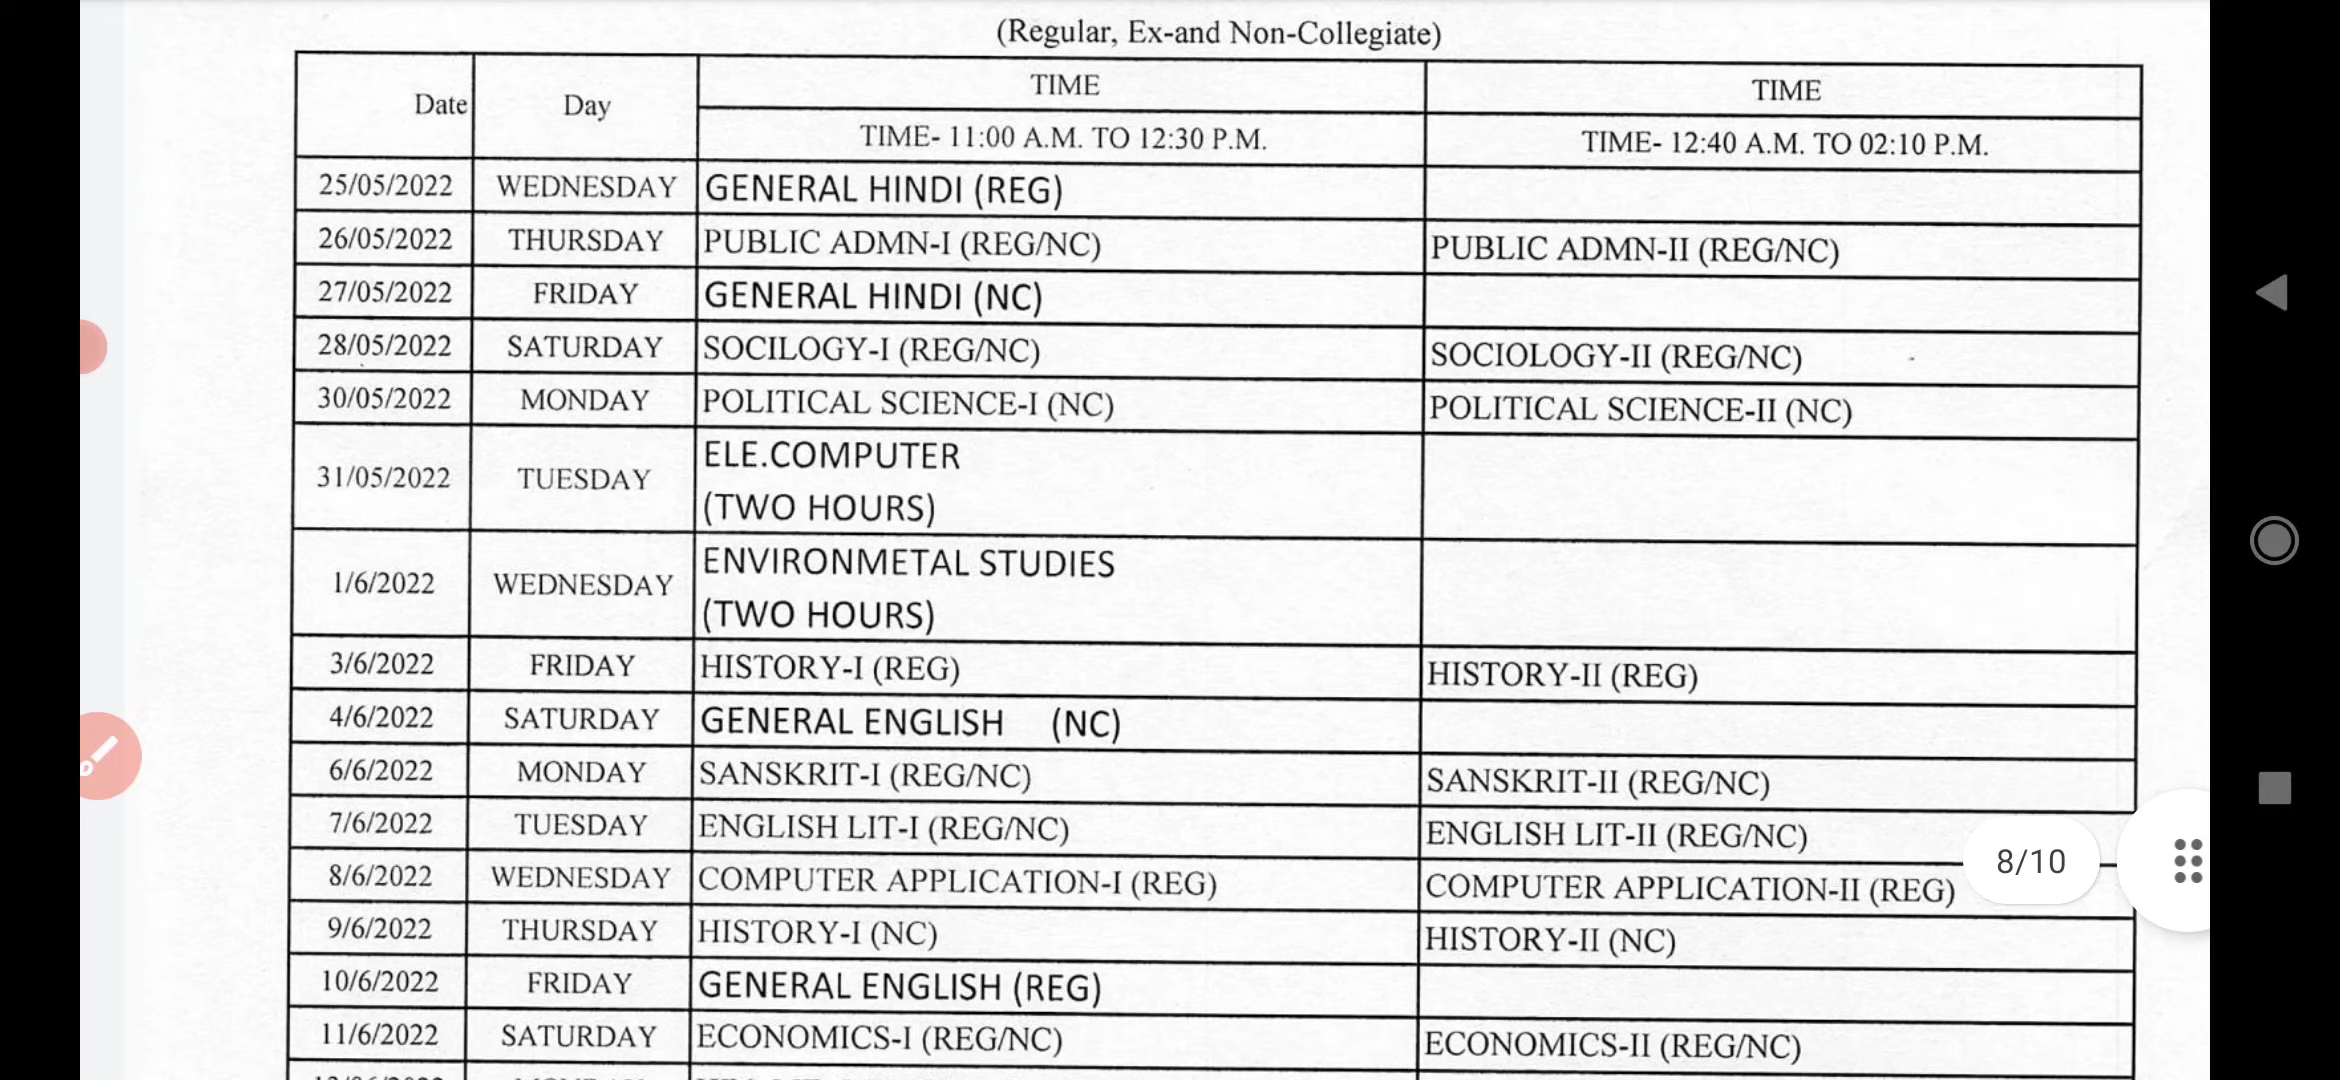 (Regular, Ex-and Non-Collegiate)
Date Day TIME TIME
TIME- 11:00 A.M. TO 12:30 P.M. TIME- 12:40 A.M. TO 02:10 P.M.
25/05/2022 WEDNESDAY GENERAL HINDI (REG)
26/05/2022 THURSDAY PUBLIC ADMN-I (REG/NC) PUBLIC ADMN-II (REG/NC)
27/05/2022 FRIDAY GENERAL HINDI (NC)
28/05/2022 SATURDAY SOCILOGY-I (REG/NC) SOCIOLOGY-II (REG/NC)
30/05/2022 MONDAY POLITICAL SCIENCE-I (NC) POLITICAL SCIENCE-II (NC)
31/05/2022 TUESDAY ELE.COMPUTER
(TWO HOURS)
1/6/2022 WEDNESDAY ENVIRONMETAL STUDIES
(TWO HOURS)
3/6/2022 FRIDAY HISTORY-I (REG) HISTORY-II (REG)
4/6/2022 SATURDAY GENERAL ENGLISH (NC)
6/6/2022 MONDAY SANSKRIT-I (REG/NC) SANSKRIT-II (REG/NC)
7/6/2022 TUESDAY ENGLISH LIT-I (REG/NC) ENGLISH LIT-II (REG/NC)
8/10
8/6/2022 WEDNESDAY COMPUTER APPLICATION-I (REG) COMPUTER APPLICATION-II (REG)
9/6/2022 THURSDAY HISTORY-I (NC) HISTORY-II (NC)
10/6/2022 FRIDAY GENERAL ENGLISH (REG)
11/6/2022 SATURDAY ECONOMICS-I (REG/NC) ECONOMICS-II (REG/NC)